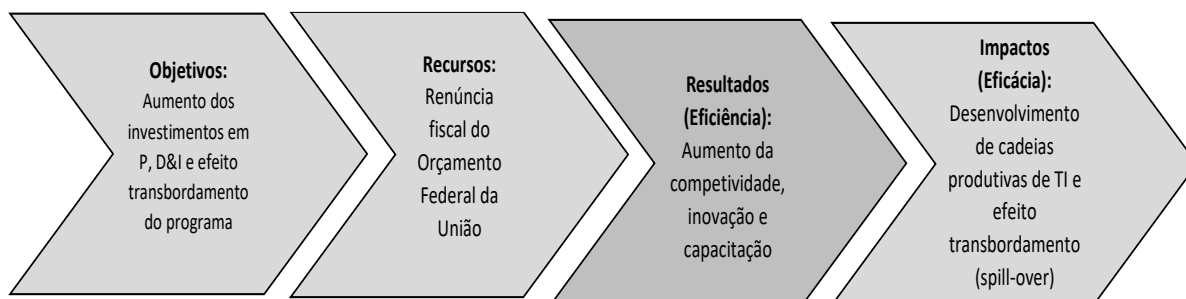 Objetivos:
Aumento dos
investimentos em
P, D&I e efeito
transbordamento
do programa
Recursos:
Renúncia
fiscal do
Orçamento
Federal da
União
Resultados
(Eficiência):
Aumento da
competividade,
inovação e
capacitação
Impactos
(Eficácia):
Desenvolvimento
de cadeias
produtivas de TI e
efeito
transbordamento
(spill-over)